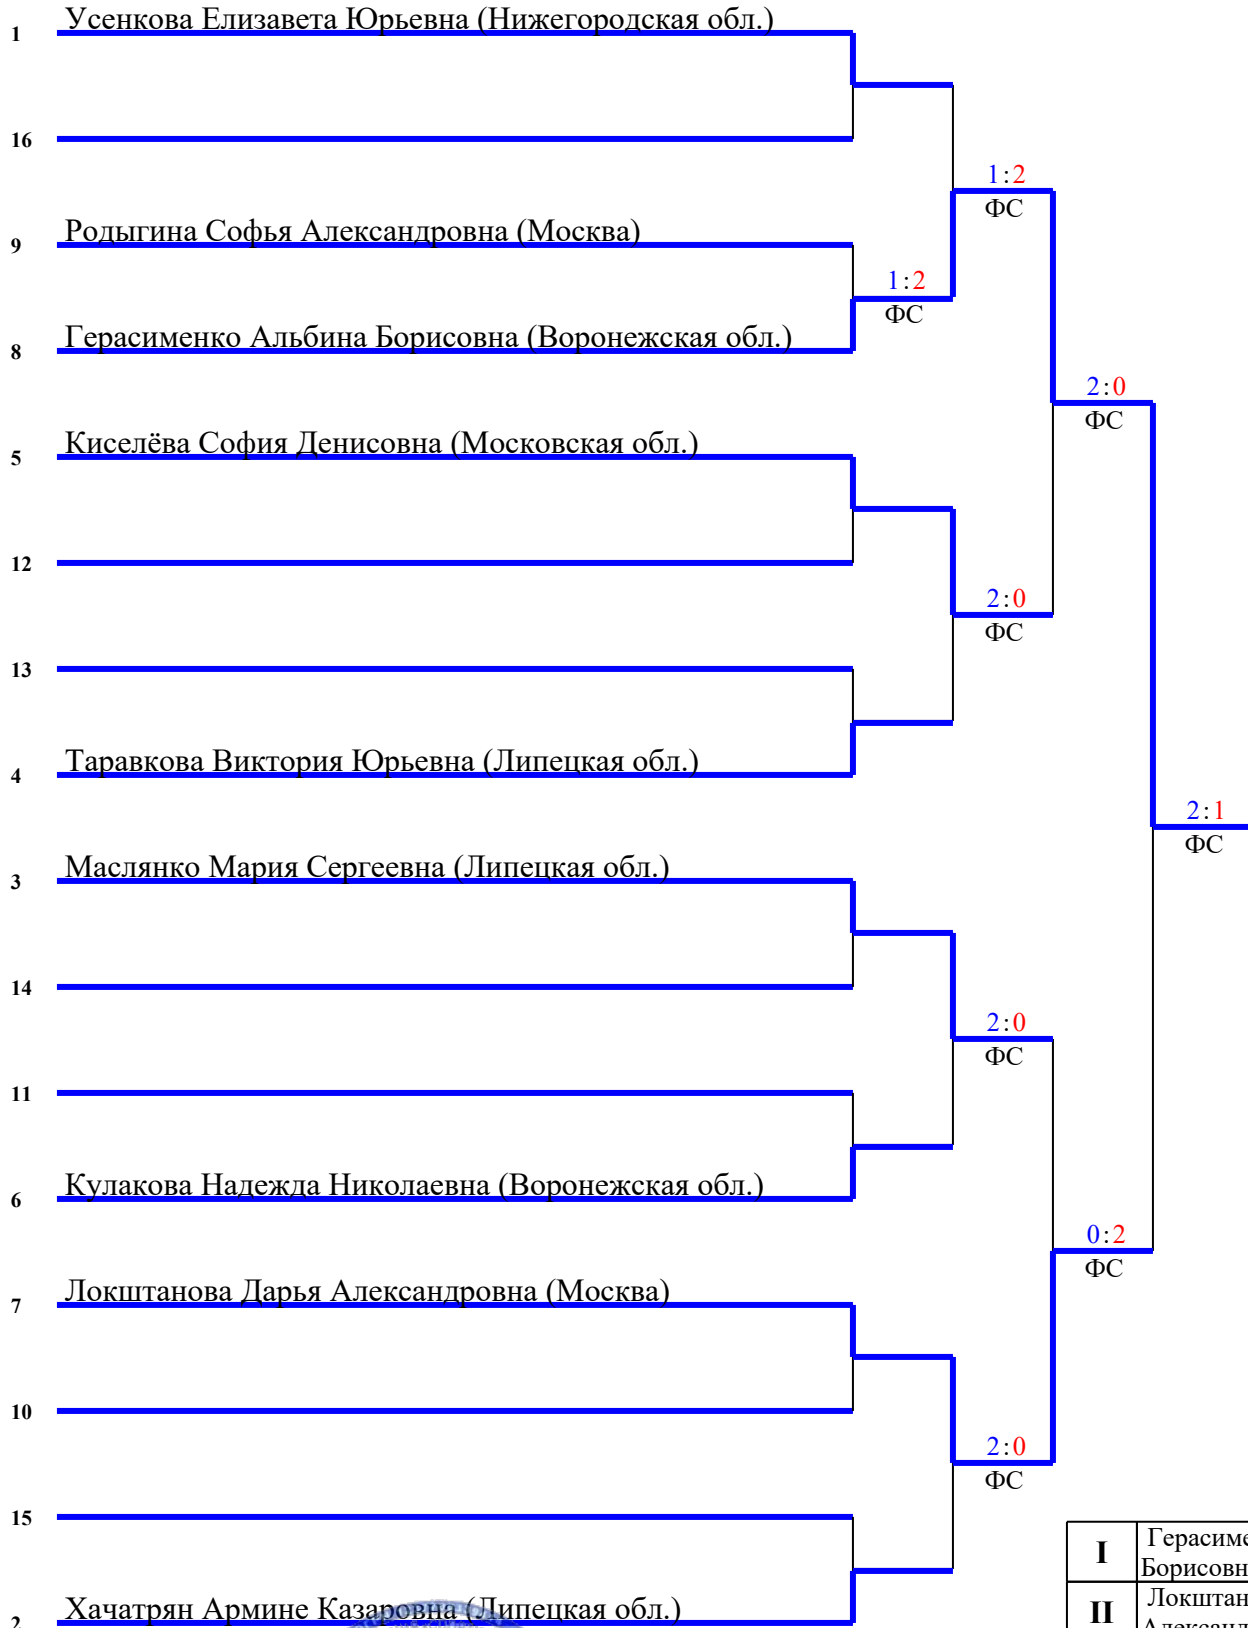 1 Усенкова Елизавета Юрьевна (Нижегородская обл.)
16
1:2
ФС
9 Родыгина Софья Александровна (Москва)
1:2
ФС
8 Герасименко Альбина Борисовна (Воронежская обл.)
2:0
ФС
5 Киселёва София Денисовна (Московская обл.)
12
2:0
ФС
13
4 Таравкова Виктория Юрьевна (Липецкая обл.)
2:1
ФС
3 Маслянко Мария Сергеевна (Липецкая обл.)
14
2:0
ФС
11
6 Кулакова Надежда Николаевна (Воронежская обл.)
0:2
ФС
7 Локштанова Дарья Александровна (Москва)
10
2:0
ФС
15
I Герасиме
Борисовн
2 Хачатрян Армине Казаровна (Липецкая обл.)
II Локштан
Александ